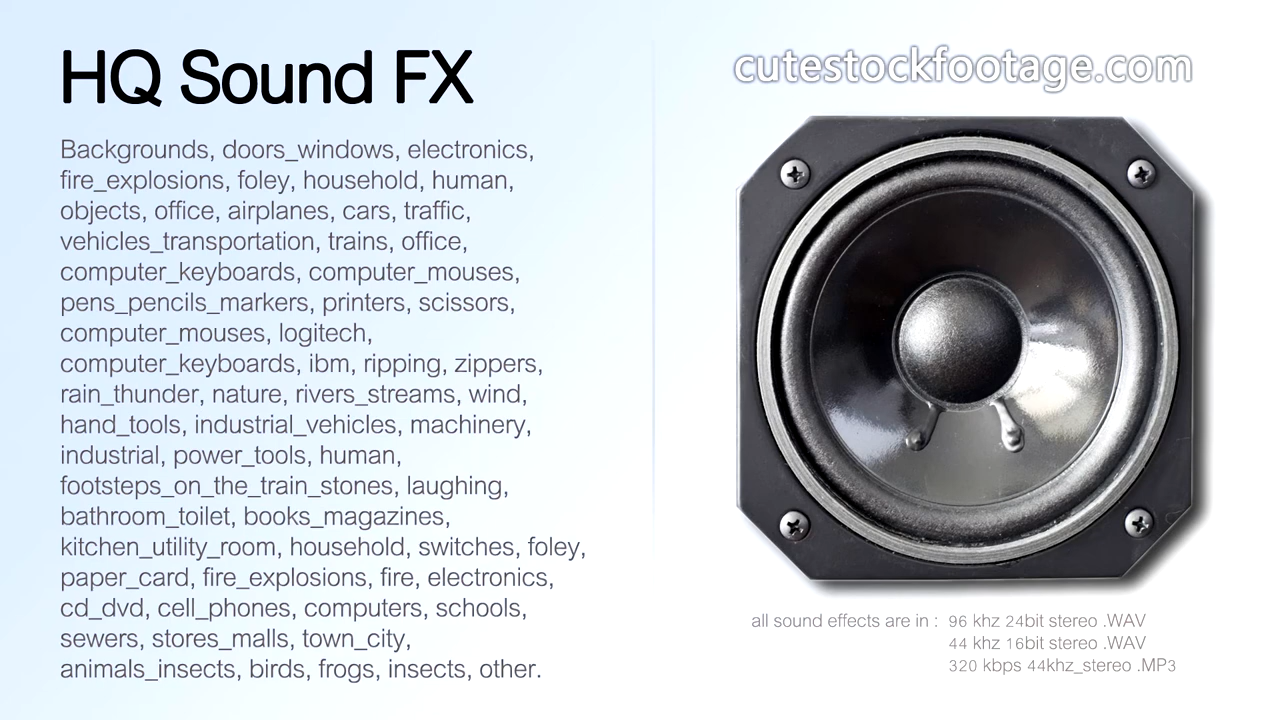 HQ Sound FX
Backgrounds, doors_windows, electronics,
fire_explosions, foley, household, human,
objects, office, airplanes, cars, traffic,
vehicles_transportation, trains, office,
computer_keyboards, computer_mouses,
pens_pencils_markers, printers, scissors,
computer_mouses, logitech,
computer_keyboards, ibm, ripping, zippers,
rain_thunder, nature, rivers_streams, wind,
hand_tools, industrial_vehicles, machinery,
industrial, power_tools, human,
footsteps_on_the_train_stones, laughing,
bathroom_toilet, books_magazines,
kitchen_utility_room, household, switches, foley,
paper_card, fire_explosions, fire, electronics,
cd_dvd, cell_phones, computers, schools,
sewers, stores_malls, town_city,
animals_insects, birds, frogs, insects, other.
cutestockfootage.com
all sound effects are in : 96 khz 24bit stereo .WAV
44 khz 16bit stereo .WAV
320 kbps 44khz_stereo .MP3